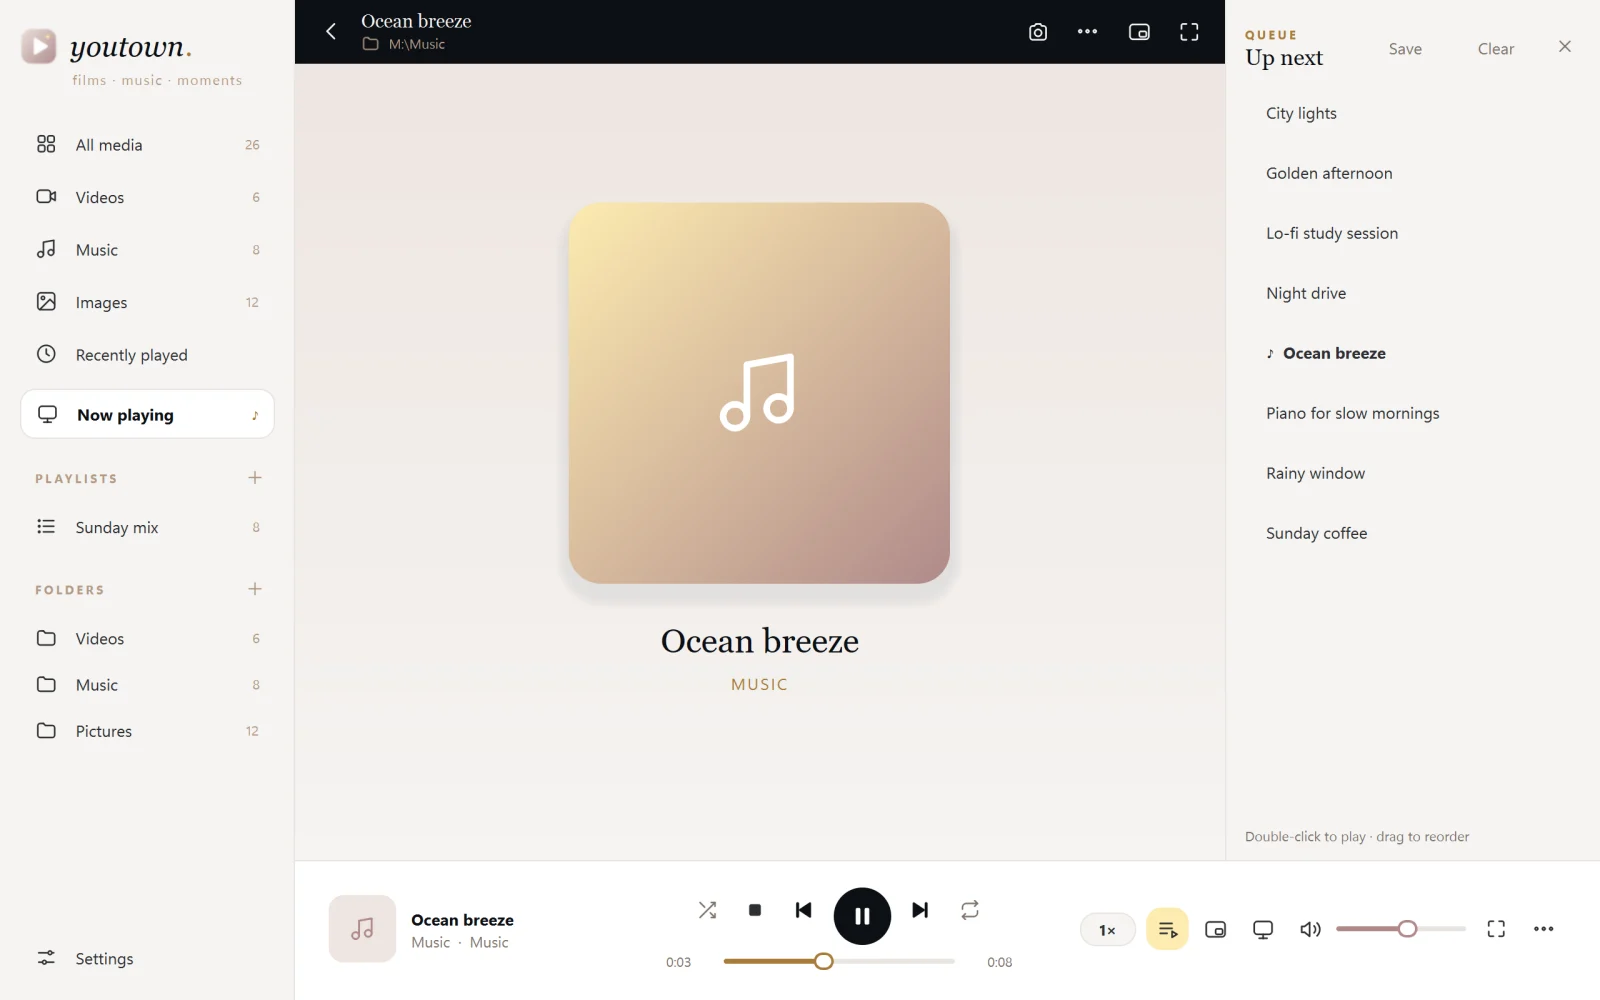 youtown.
films · music · moments
All media 26
Videos 6
Music 8
Images 12
Recently played
Now playing ♪
PLAYLISTS
Sunday mix 8
FOLDERS
Videos 6
Music 8
Pictures 12
Settings
Ocean breeze
M:\Music
Ocean breeze
MUSIC
QUEUE
Up next
Save
Clear
City lights
Golden afternoon
Lo-fi study session
Night drive
♪ Ocean breeze
Piano for slow mornings
Rainy window
Sunday coffee
Double-click to play · drag to reorder
Ocean breeze
Music · Music
0:03
0:08
1×